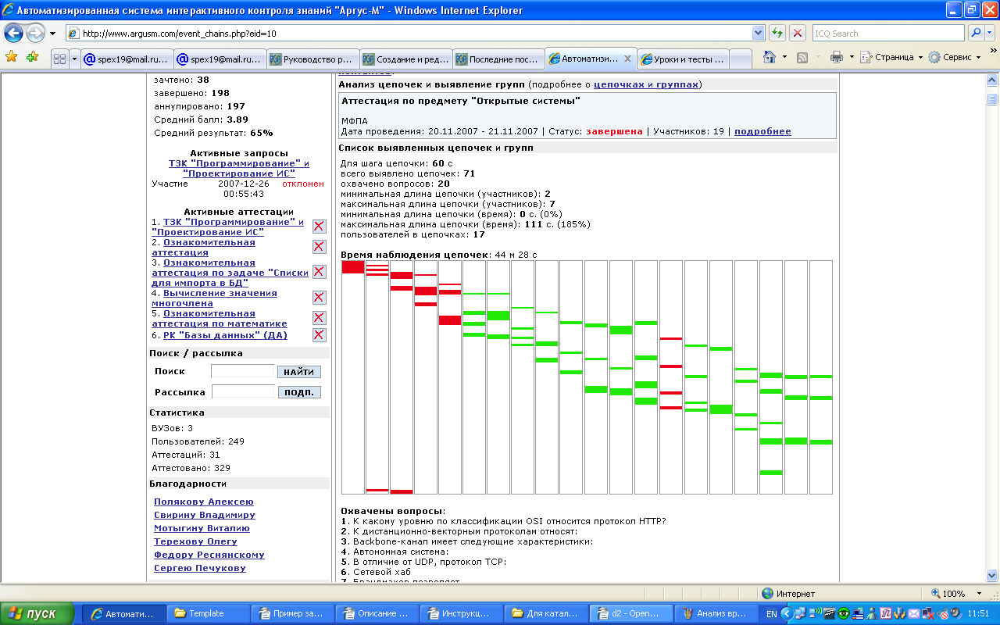 Автоматизированная система интерактивного контроля знаний "Аргус-М" - Windows Internet Explorer
http://www.argusm.com/event_chains.php?eid=10
ICQ Search
spex19@mail.ru...
spex19@mail.ru...
Руководство р...
Создание и ред...
Последние пос...
Автоматизи...
Уроки и тесты ...
Страница
Сервис
зачтено: 38
завершено: 198
аннулировано: 197
Средний балл: 3.89
Средний результат: 65%
Активные запросы
ТЗК "Программирование" и
"Проектирование ИС"
Участие 2007-12-26 отклонен
00:55:43
Активные аттестации
1. ТЗК "Программирование" и
"Проектирование ИС"
2. Ознакомительная
аттестация
3. Ознакомительная
аттестация по задаче "Списки
для импорта в БД"
4. Вычисление значения
многочлена
5. Ознакомительная
аттестация по математике
6. РК "Базы данных" (ДА)
Поиск / рассылка
Поиск НАЙТИ
Рассылка ПОДП.
Статистика
ВУЗов: 3
Пользователей: 249
Аттестаций: 31
Аттестовано: 329
Благодарности
Полякову Алексею
Свирину Владимиру
Мотыгину Виталию
Терехову Олегу
Федору Реснянскому
Сергею Печукову
Анализ цепочек и выявление групп (подробнее о цепочках и группах)
Аттестация по предмету "Открытые системы"
МФПА
Дата проведения: 20.11.2007 - 21.11.2007 | Статус: завершена | Участников: 19 | подробнее
Список выявленных цепочек и групп
Для шага цепочки: 60 с
всего выявлено цепочек: 71
охвачено вопросов: 20
минимальная длина цепочки (участников): 2
максимальная длина цепочки (участников): 7
минимальная длина цепочки (время): 0 с. (0%)
максимальная длина цепочки (время): 111 с. (185%)
пользователей в цепочках: 17
Время наблюдения цепочек: 44 м 28 с
Охвачены вопросы:
1. К какому уровню по классификации OSI относится протокол HTTP?
2. К дистанционно-векторным протоколам относят:
3. Backbone-канал имеет следующие характеристики:
4. Автономная система:
5. В отличие от UDP, протокол TCP:
6. Сетевой хаб
7. Брандмауэр позволяет
Интернет
100%
пуск
Автомати...
Template
Пример за...
Описание ...
Инструкц...
Для катал...
d2 - Open...
Анализ вр...
EN
11:51